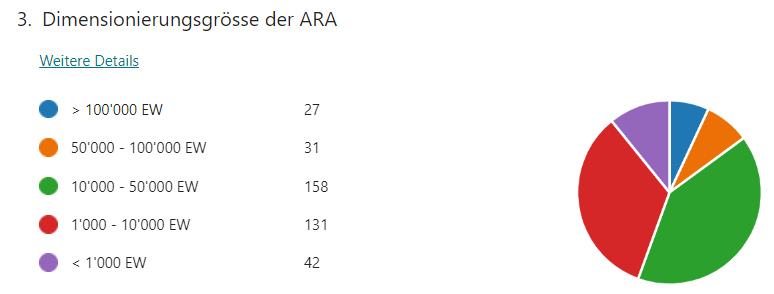 3. Dimensionierungsgrösse der ARA
Weitere Details
> 100'000 EW 27
50'000 - 100'000 EW 31
10'000 - 50'000 EW 158
1'000 - 10'000 EW 131
< 1'000 EW 42